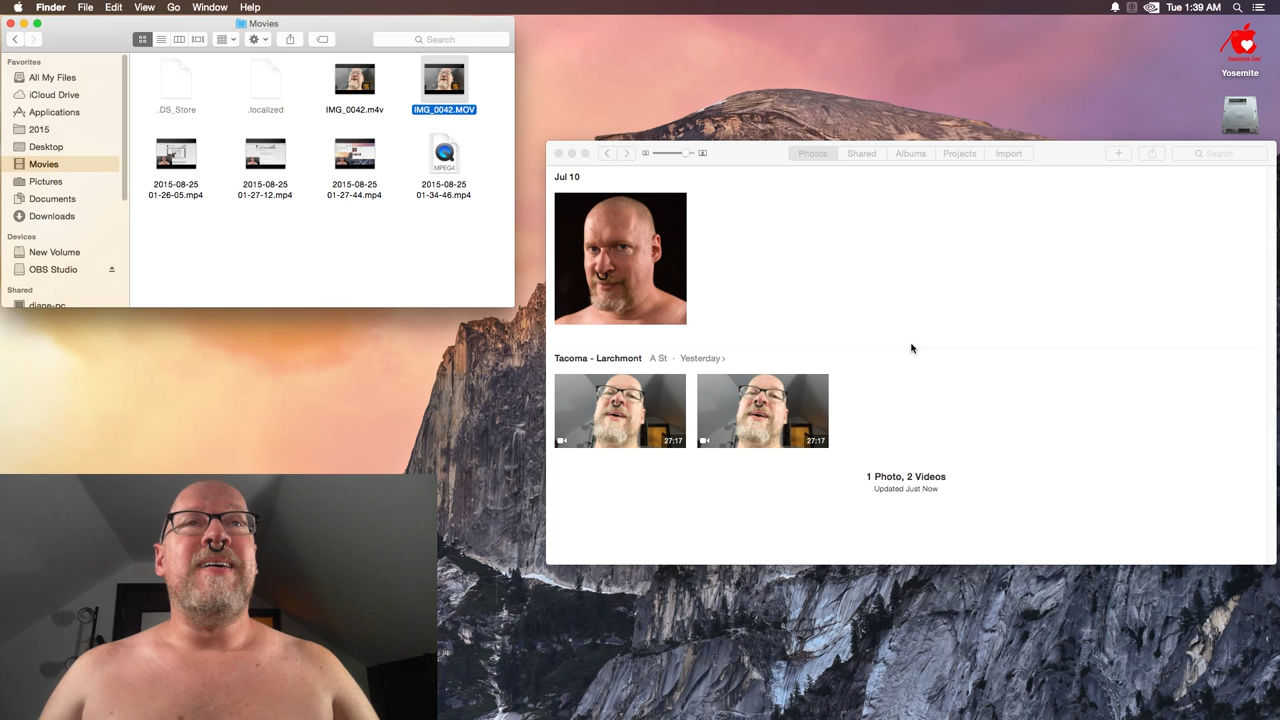 Finder File Edit View Go Window Help
Tue 1:39 AM
Movies
Search
Favorites
All My Files
iCloud Drive
Applications
2015
Desktop
Movies
Pictures
Documents
Downloads
Devices
New Volume
OBS Studio
Shared
diane-pc
.DS_Store
.localized
IMG_0042.m4v
IMG_0042.MOV
2015-08-25
01-26-05.mp4
2015-08-25
01-27-12.mp4
2015-08-25
01-27-44.mp4
MPEG4
2015-08-25
01-34-46.mp4
Yosemite
Photos Shared Albums Projects Import
Search
Jul 10
Tacoma - Larchmont A St · Yesterday ›
27:17
27:17
1 Photo, 2 Videos
Updated Just Now